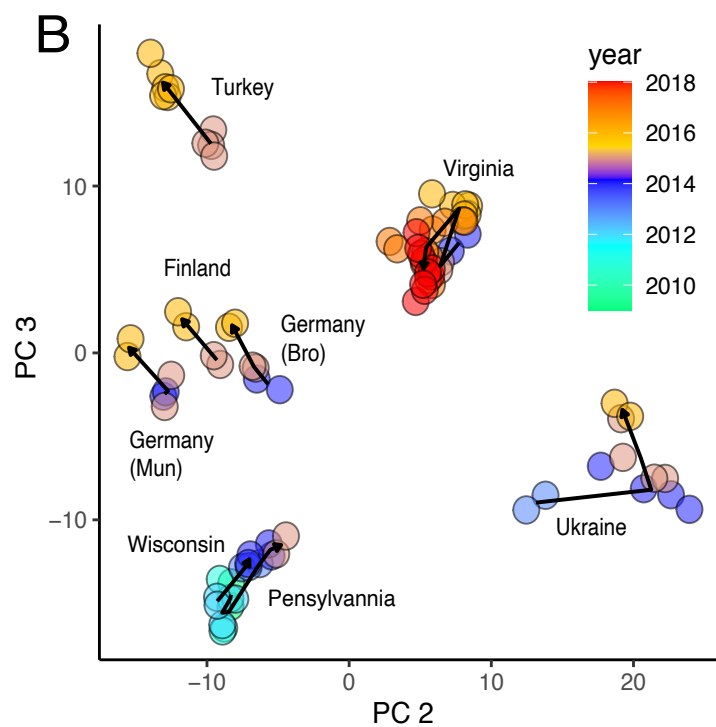 B
year
2018
2016
2014
2012
2010
Turkey
Virginia
Finland
Germany
(Bro)
Germany
(Mun)
Wisconsin
Pensylvannia
Ukraine
PC 3
10
0
−10
−10
0
10
20
PC 2